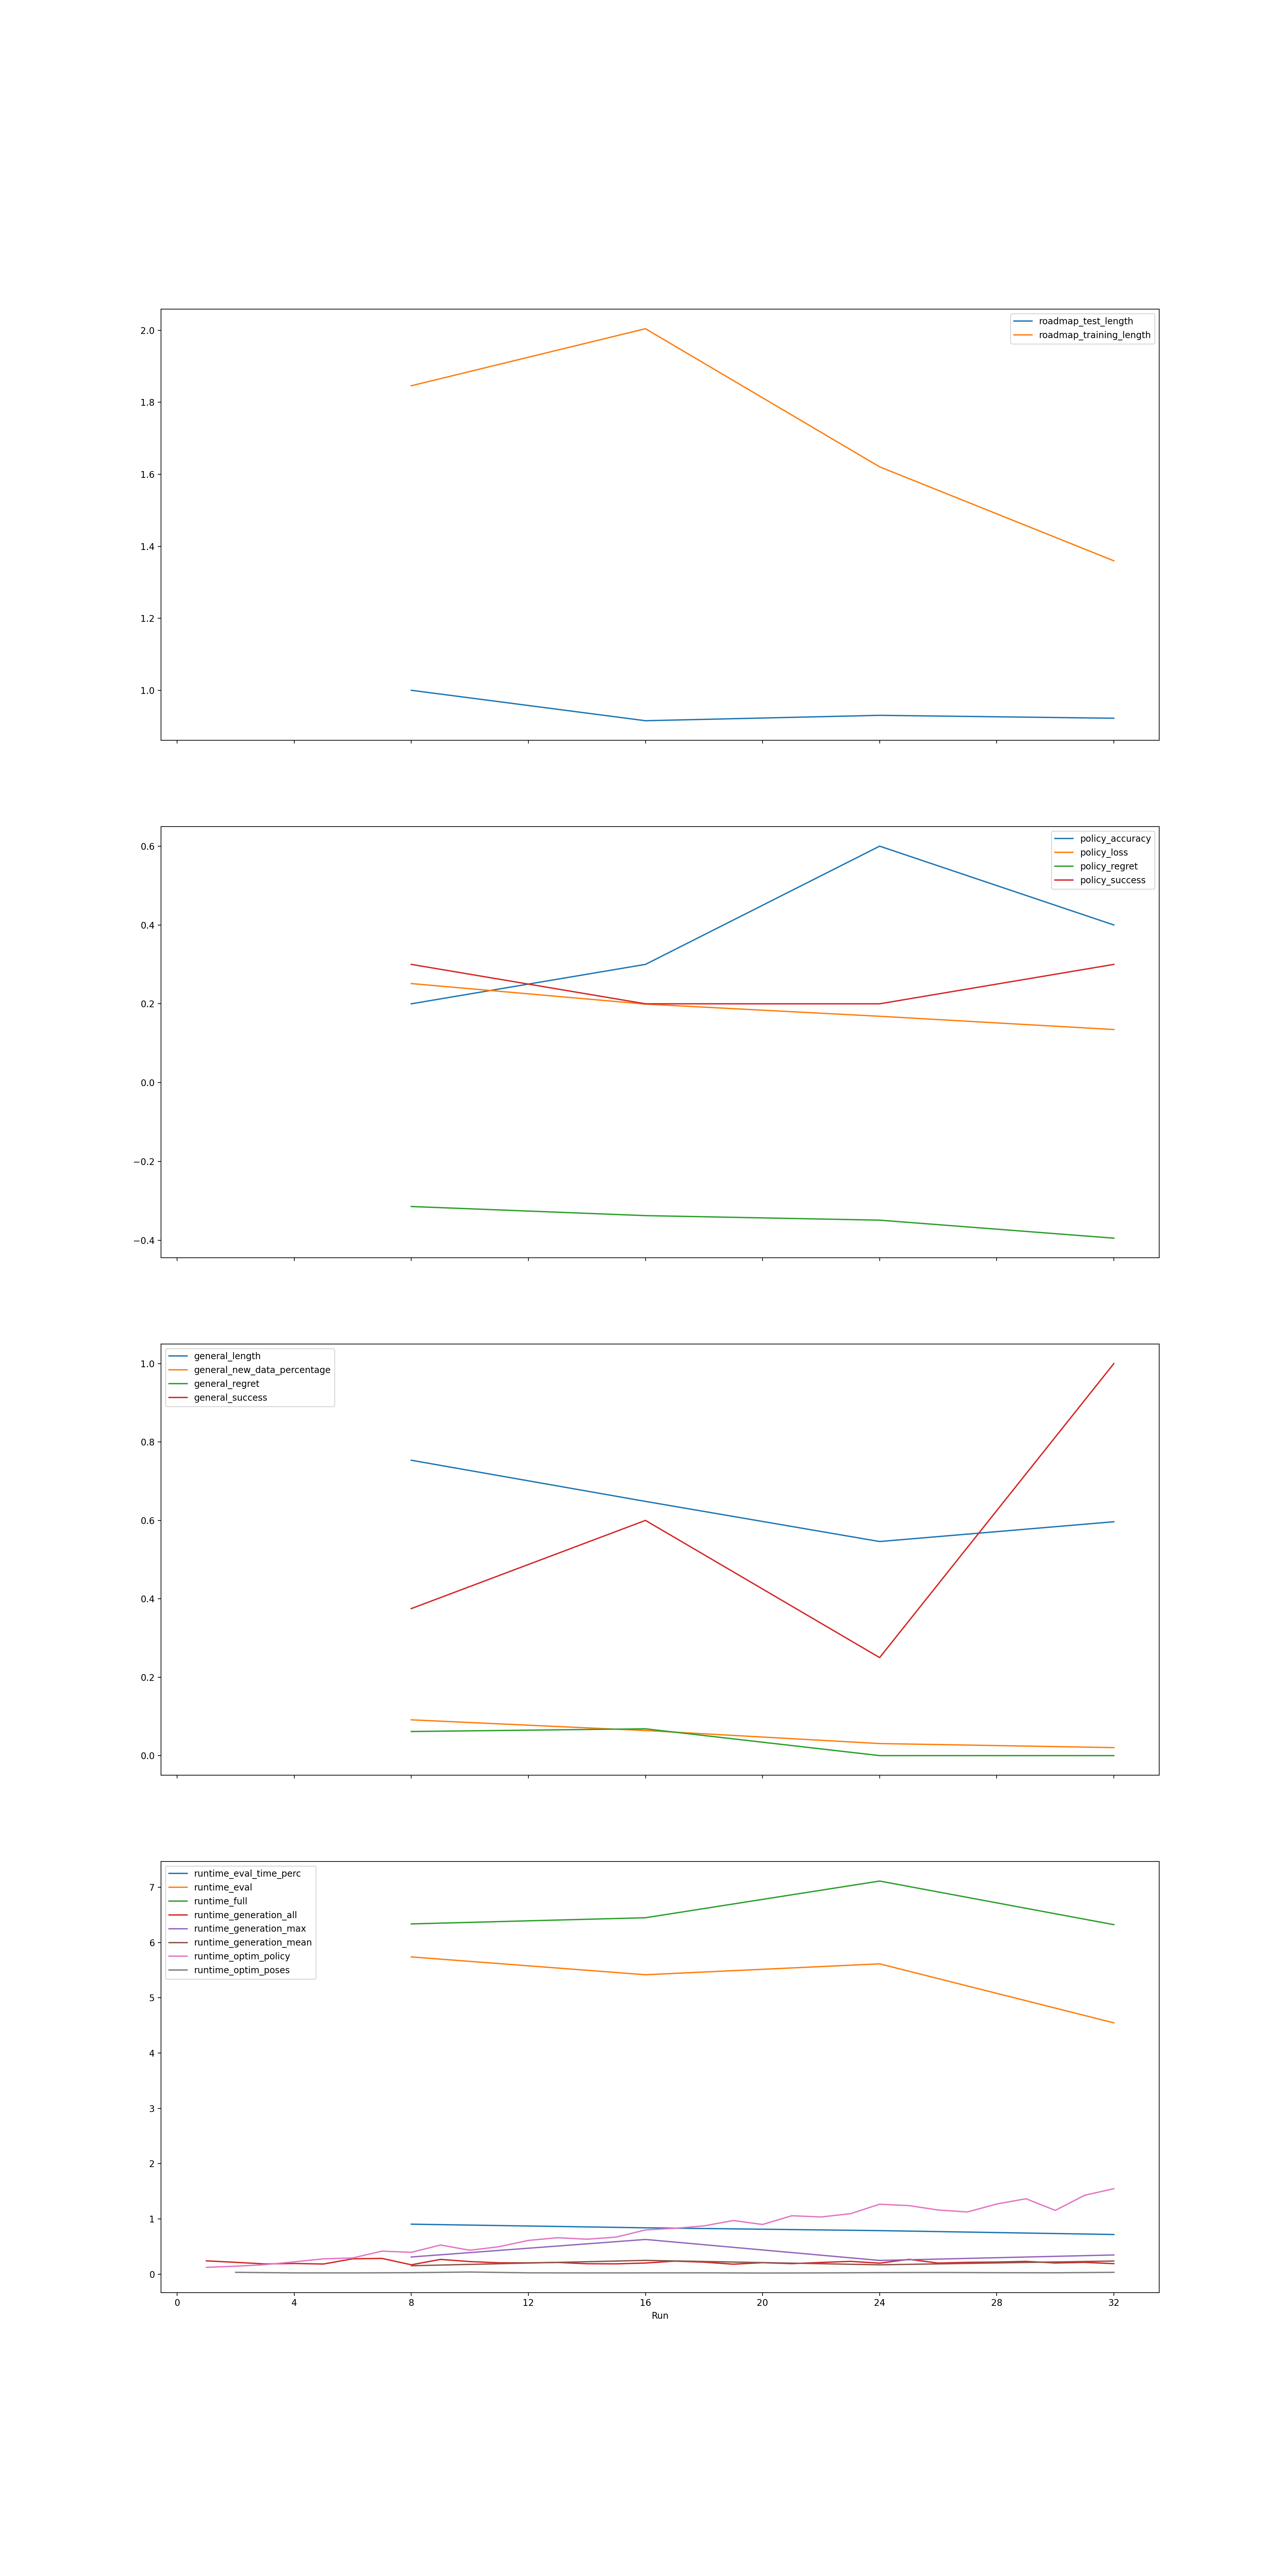 roadmap_test_length
roadmap_training_length
2.0
1.8
1.6
1.4
1.2
1.0
policy_accuracy
policy_loss
policy_regret
policy_success
0.6
0.4
0.2
0.0
−0.2
−0.4
general_length
general_new_data_percentage
general_regret
general_success
1.0
0.8
0.6
0.4
0.2
0.0
runtime_eval_time_perc
runtime_eval
runtime_full
runtime_generation_all
runtime_generation_max
runtime_generation_mean
runtime_optim_policy
runtime_optim_poses
7
6
5
4
3
2
1
0
0 4 8 12 16 20 24 28 32
Run